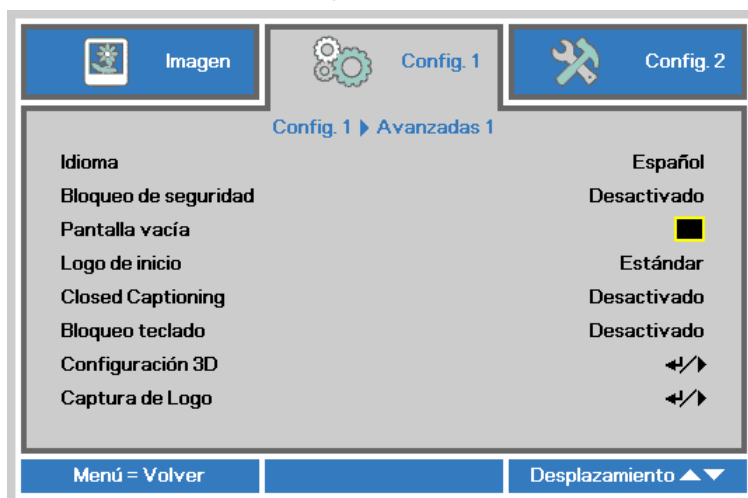 Imagen Config. 1 Config. 2
Config. 1 Avanzadas 1
Idioma Español
Bloqueo de seguridad Desactivado
Pantalla vacía
Logo de inicio Estándar
Closed Captioning Desactivado
Bloqueo teclado Desactivado
Configuración 3D
Captura de Logo
Menú = Volver Desplazamiento